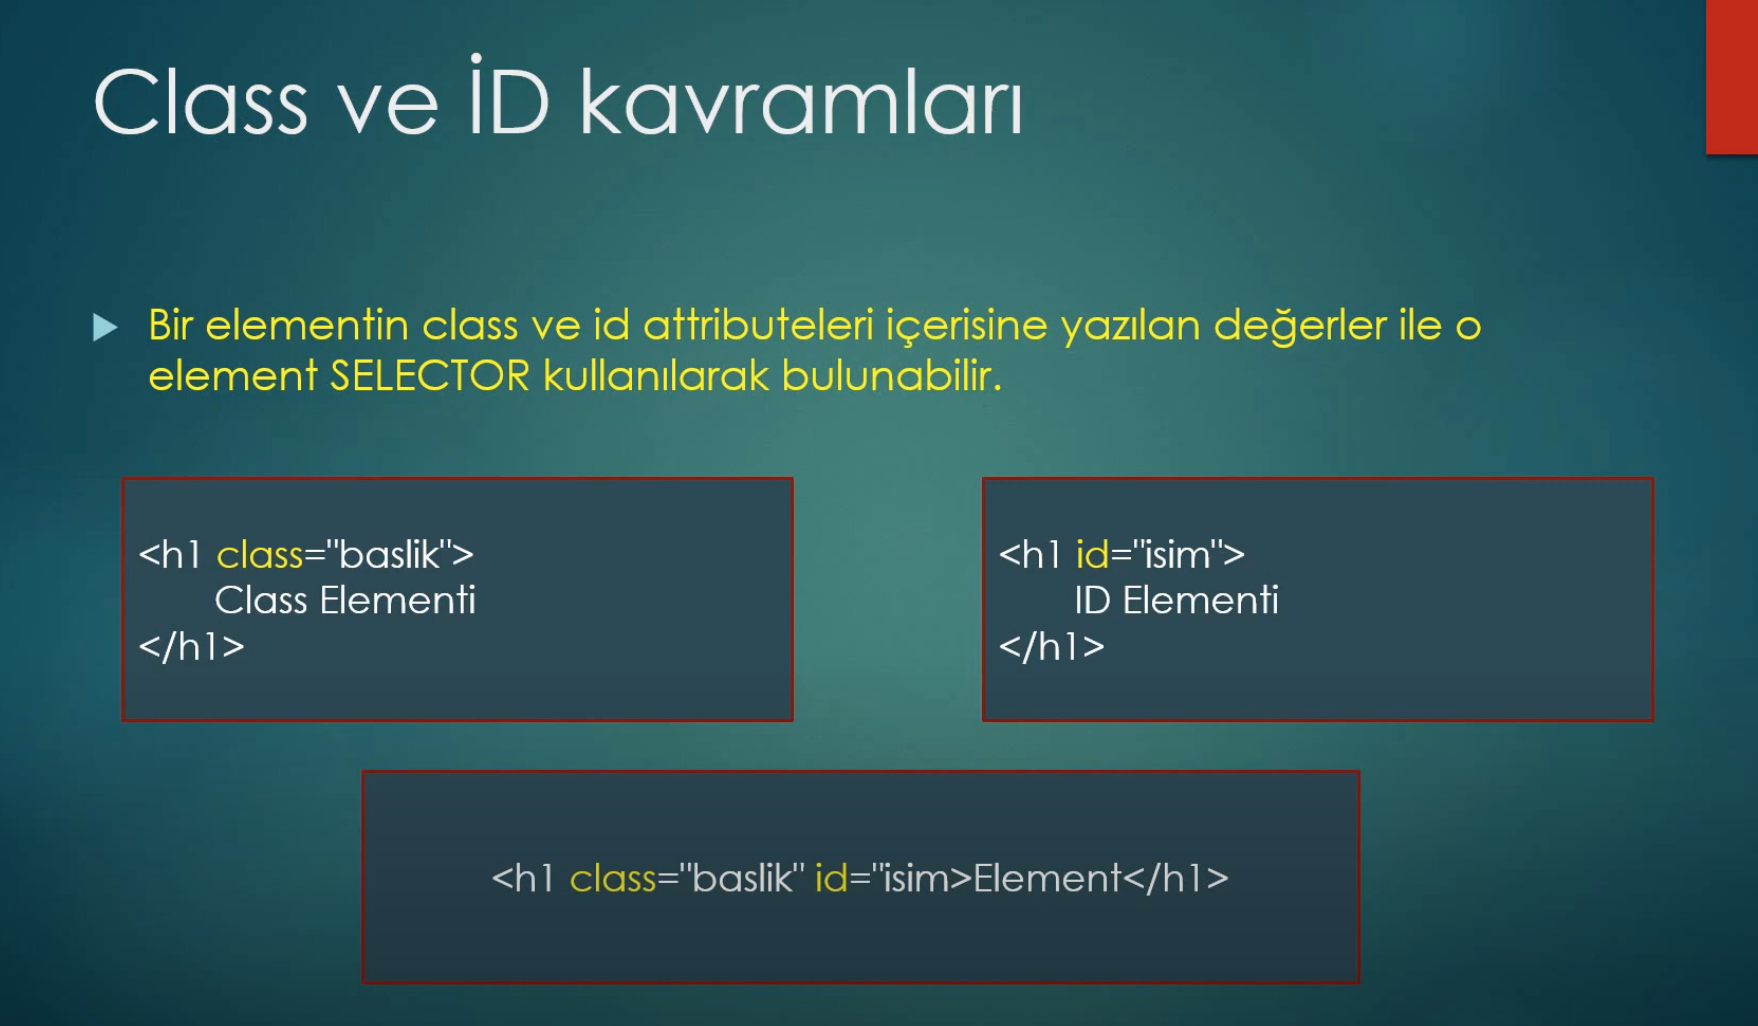 Class ve İD kavramları
Bir elementin class ve id attributeleri içerisine yazılan değerler ile o
element SELECTOR kullanılarak bulunabilir.
<h1 class="baslik">
Class Elementi
</h1>
<h1 id="isim">
ID Elementi
</h1>
<h1 class="baslik" id="isim>Element</h1>